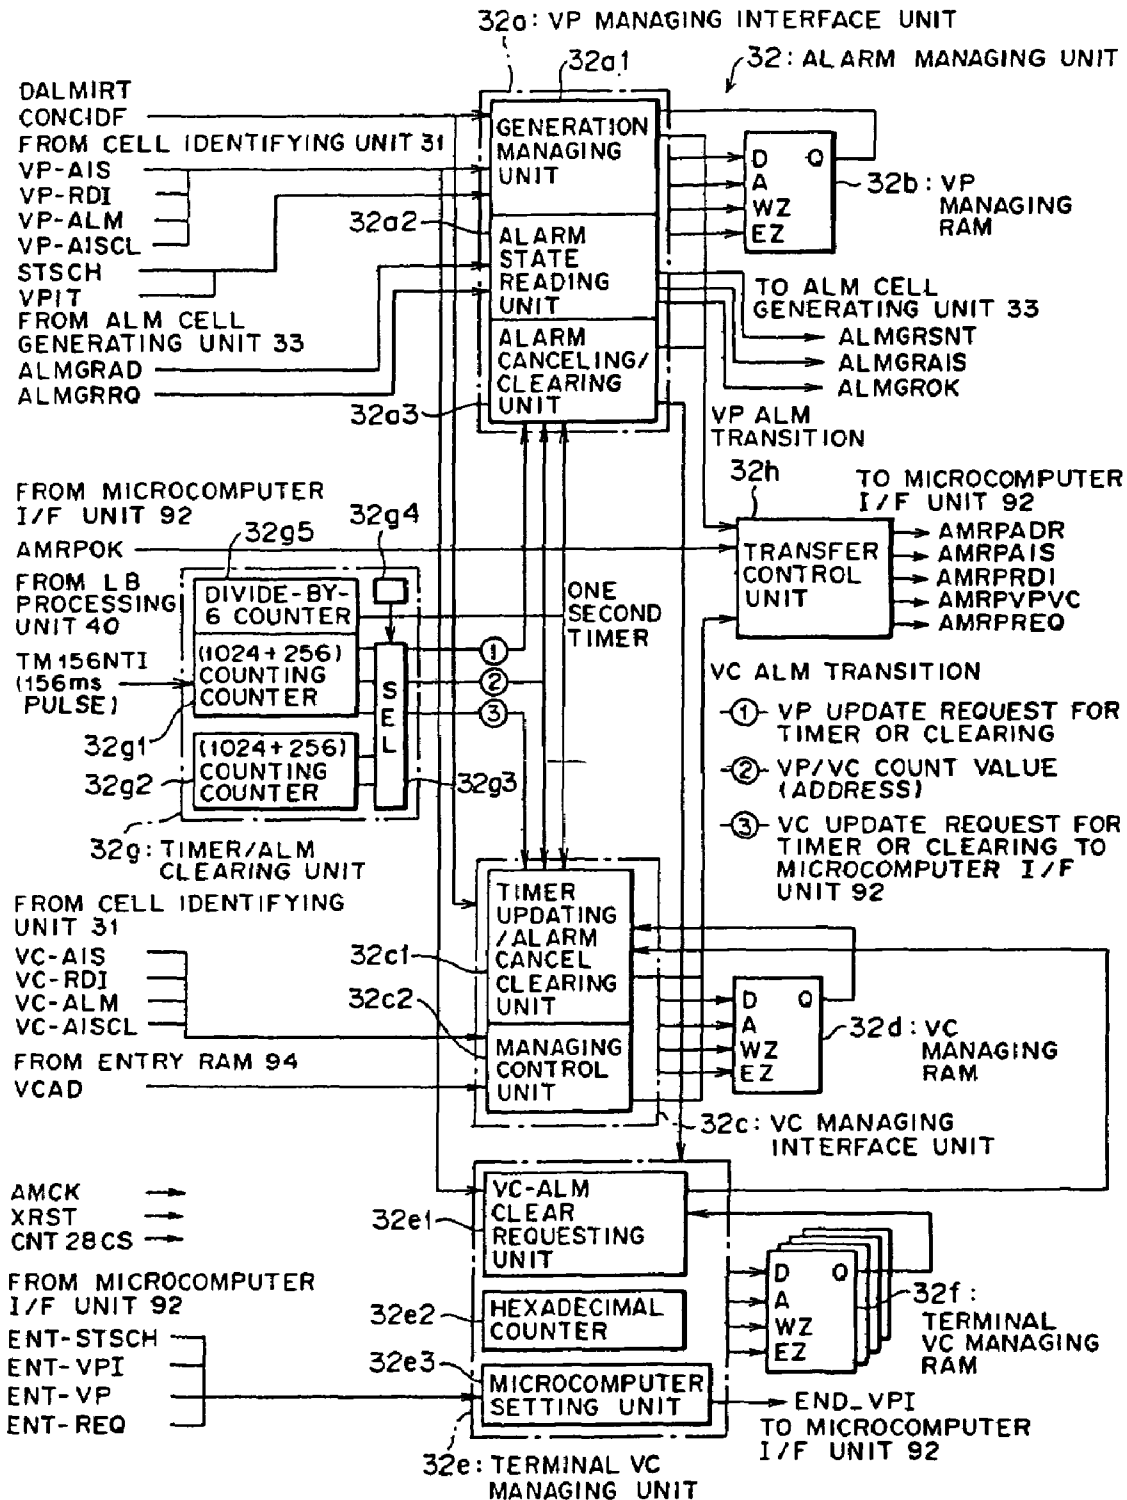 32a: VP MANAGING INTERFACE UNIT
32a1
32: ALARM MANAGING UNIT
DALMIRT
CONCIDF
FROM CELL IDENTIFYING UNIT 31
VP-AIS
VP-RDI
VP-ALM
VP-AISCL
STSCH
VPIT
FROM ALM CELL
GENERATING UNIT 33
ALMGRAD
ALMGRRQ
GENERATION
MANAGING
UNIT
32a2
ALARM
STATE
READING
UNIT
ALARM
CANCELING/
CLEARING
UNIT
32a3
D Q
A
WZ
EZ
32b: VP
MANAGING
RAM
TO ALM CELL
GENERATING UNIT 33
ALMGRSNT
ALMGRAIS
ALMGROK
VP ALM
TRANSITION
32h
TO MICROCOMPUTER
I/F UNIT 92
TRANSFER
CONTROL
UNIT
AMRPADR
AMRPAIS
AMRPRDI
AMRPVPVC
AMRPREQ
FROM MICROCOMPUTER
I/F UNIT 92
AMRPOK
32g5
32g4
FROM LB
PROCESSING
UNIT 40
TM156NTI
(156ms
PULSE)
DIVIDE-BY-
6 COUNTER
(1024+256)
COUNTING
COUNTER
32g1
(1024+256)
COUNTING
COUNTER
32g2
SEL
32g3
1
2
3
ONE
SECOND
TIMER
32g: TIMER/ALM
CLEARING UNIT
VC ALM TRANSITION
1 VP UPDATE REQUEST FOR
TIMER OR CLEARING
2 VP/VC COUNT VALUE
(ADDRESS)
3 VC UPDATE REQUEST FOR
TIMER OR CLEARING TO
MICROCOMPUTER I/F
UNIT 92
FROM CELL IDENTIFYING
UNIT 31
VC-AIS
VC-RDI
VC-ALM
VC-AISCL
FROM ENTRY RAM 94
VCAD
TIMER
UPDATING
/ALARM
CANCEL
CLEARING
UNIT
32c1
32c2
MANAGING
CONTROL
UNIT
D Q
A
WZ
EZ
32d: VC
MANAGING
RAM
32c: VC MANAGING
INTERFACE UNIT
AMCK
XRST
CNT28CS
FROM MICROCOMPUTER
I/F UNIT 92
ENT-STSCH
ENT-VPI
ENT-VP
ENT-REQ
VC-ALM
CLEAR
REQUESTING
UNIT
32e1
32e2
HEXADECIMAL
COUNTER
32e3
MICROCOMPUTER
SETTING UNIT
D Q
A
WZ
EZ
32f:
TERMINAL
VC MANAGING
RAM
END_VPI
TO MICROCOMPUTER
I/F UNIT 92
32e: TERMINAL VC
MANAGING UNIT